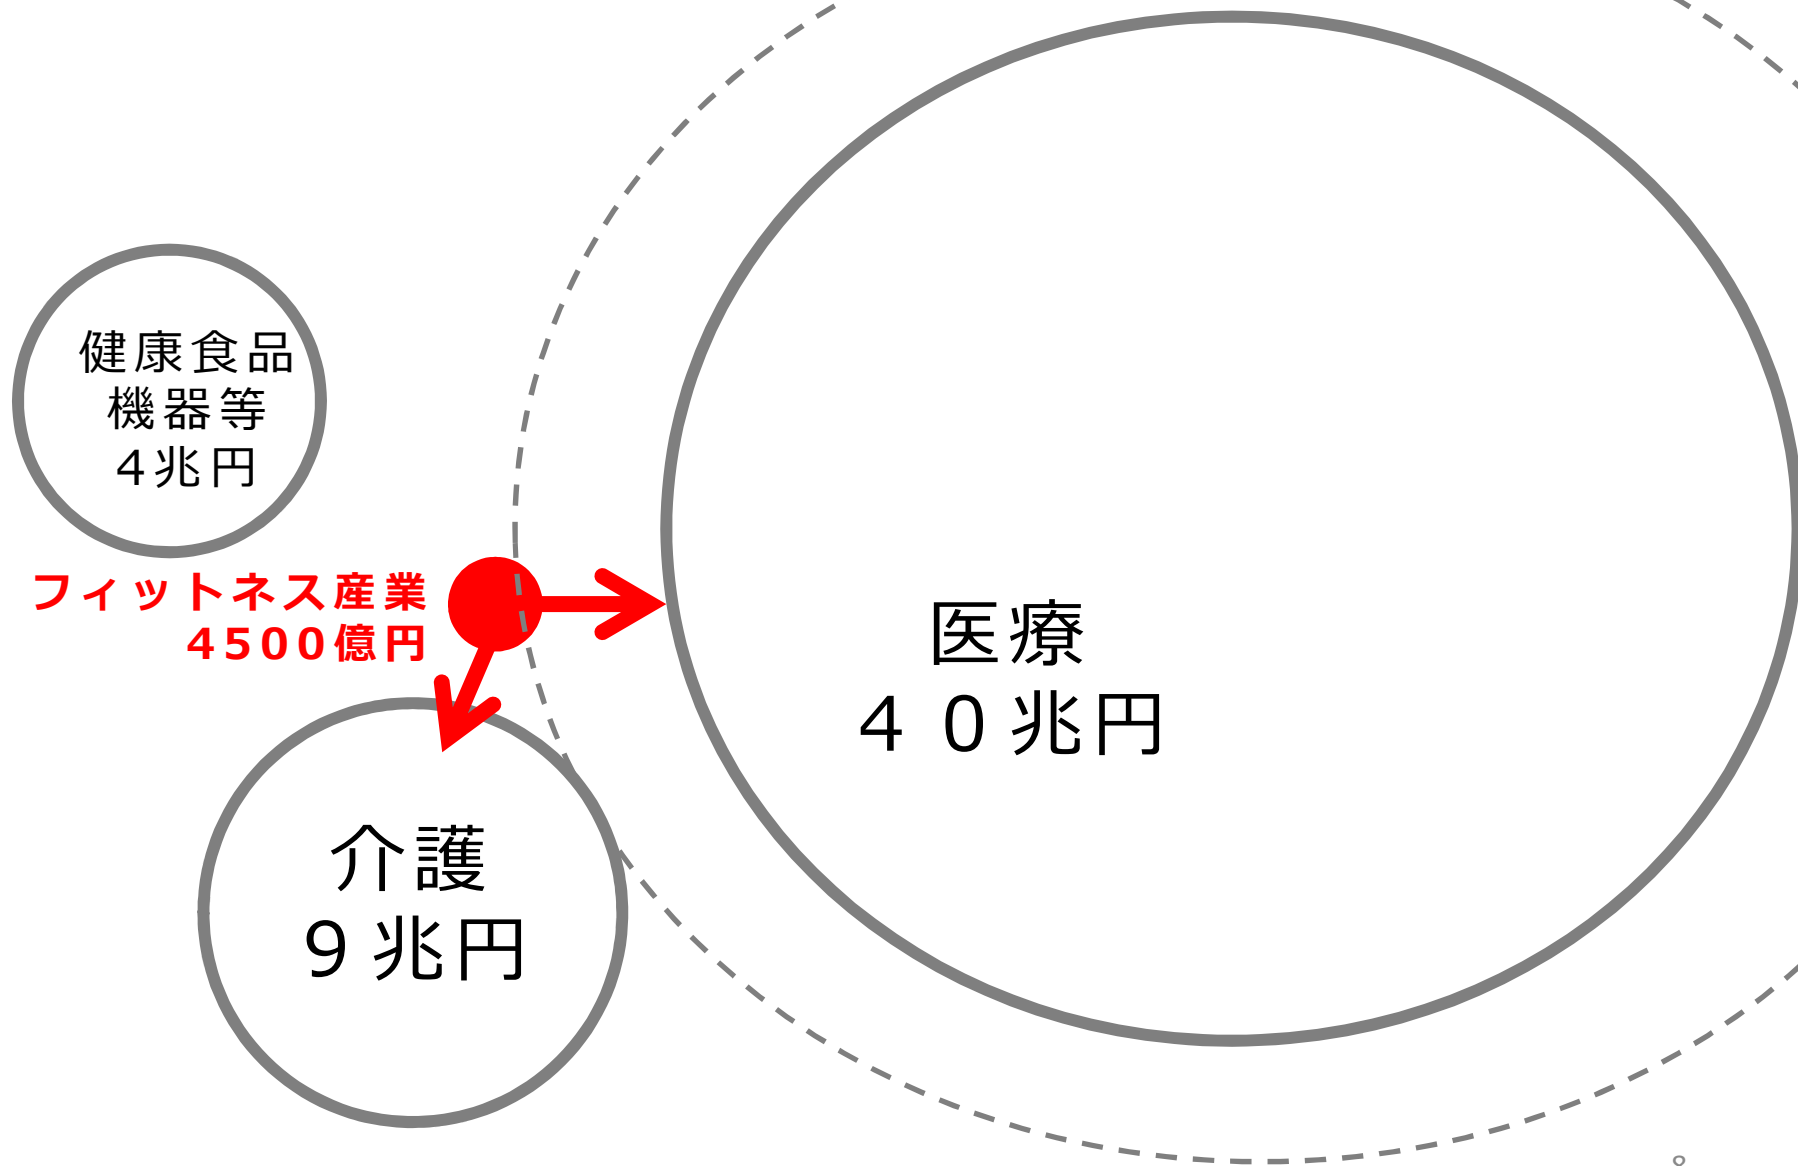 健康食品
機器等
4兆円
フィットネス産業
4500億円
医療
４０兆円
介護
９兆円